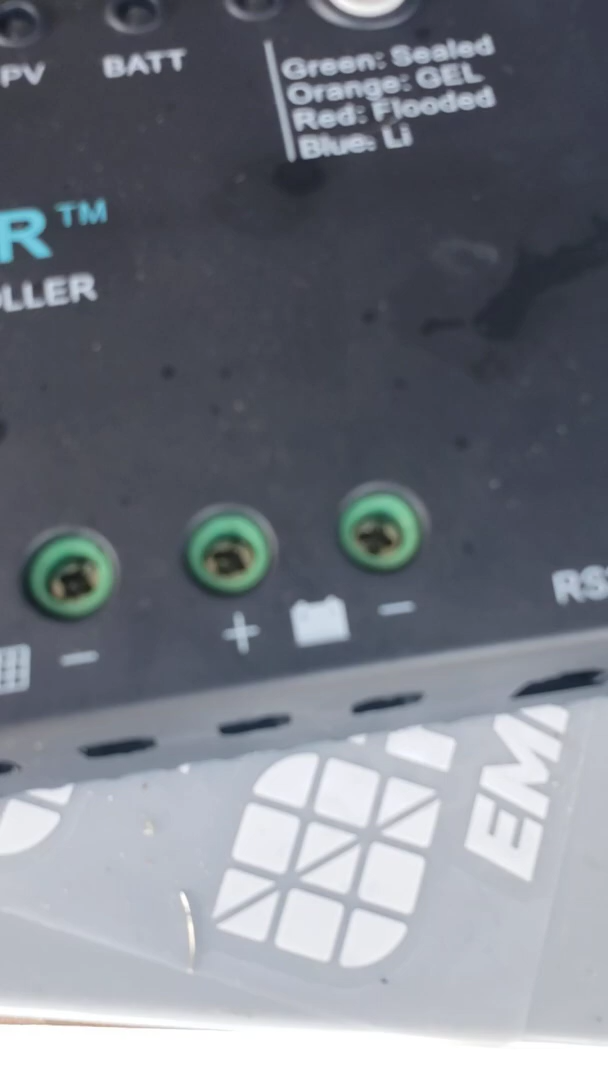 PV BATT
Green: Sealed
Orange: GEL
Red: Flooded
Blue: Li
R™
LLER
+ −
−
RS
EM